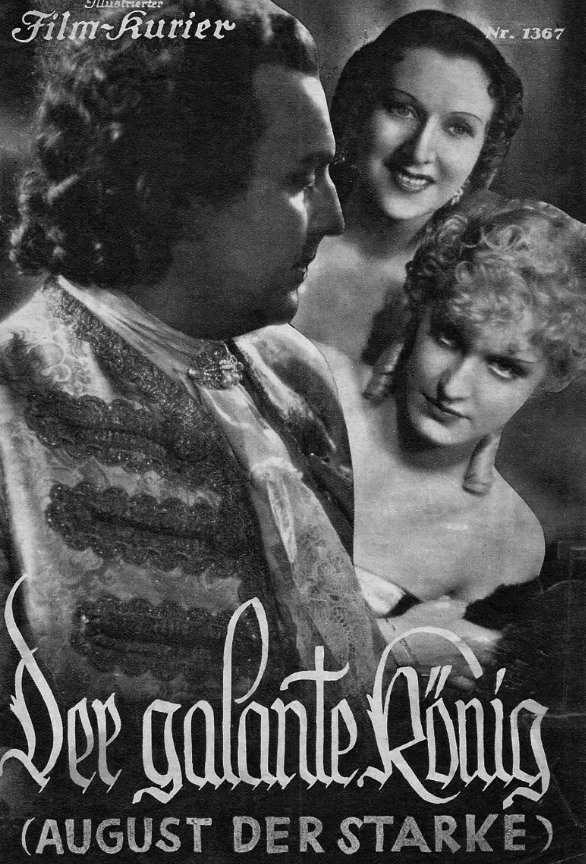 Illustrierter
Film-Kurier
Nr. 1367
Der galante König
(AUGUST DER STARKE)